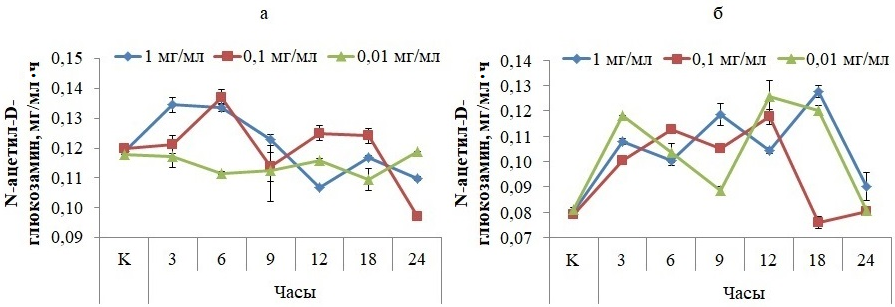 а
N-ацетил-D-
глюкозамин, мг/мл·ч
0,15
0,14
0,13
0,12
0,11
0,10
0,09
1 мг/мл 0,1 мг/мл 0,01 мг/мл
К 3 6 9 12 18 24
Часы
б
N-ацетил-D-
глюкозамин, мг/мл·ч
0,14
0,13
0,12
0,11
0,10
0,09
0,08
0,07
1 мг/мл 0,1 мг/мл 0,01 мг/мл
К 3 6 9 12 18 24
Часы